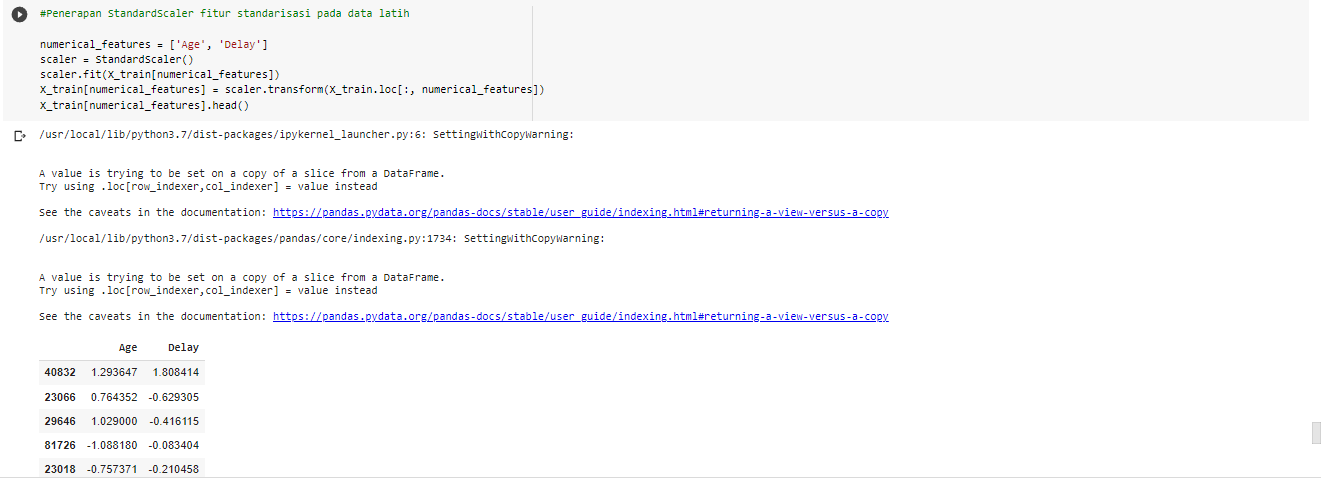 #Penerapan StandardScaler fitur standarisasi pada data latih
numerical_features = ['Age', 'Delay']
scaler = StandardScaler()
scaler.fit(X_train[numerical_features])
X_train[numerical_features] = scaler.transform(X_train.loc[:, numerical_features])
X_train[numerical_features].head()
/usr/local/lib/python3.7/dist-packages/ipykernel_launcher.py:6: SettingWithCopyWarning:
A value is trying to be set on a copy of a slice from a DataFrame.
Try using .loc[row_indexer,col_indexer] = value instead
See the caveats in the documentation: https://pandas.pydata.org/pandas-docs/stable/user_guide/indexing.html#returning-a-view-versus-a-copy
/usr/local/lib/python3.7/dist-packages/pandas/core/indexing.py:1734: SettingWithCopyWarning:
A value is trying to be set on a copy of a slice from a DataFrame.
Try using .loc[row_indexer,col_indexer] = value instead
See the caveats in the documentation: https://pandas.pydata.org/pandas-docs/stable/user_guide/indexing.html#returning-a-view-versus-a-copy
Age Delay
40832 1.293647 1.808414
23066 0.764352 -0.629305
29646 1.029000 -0.416115
81726 -1.088180 -0.083404
23018 -0.757371 -0.210458